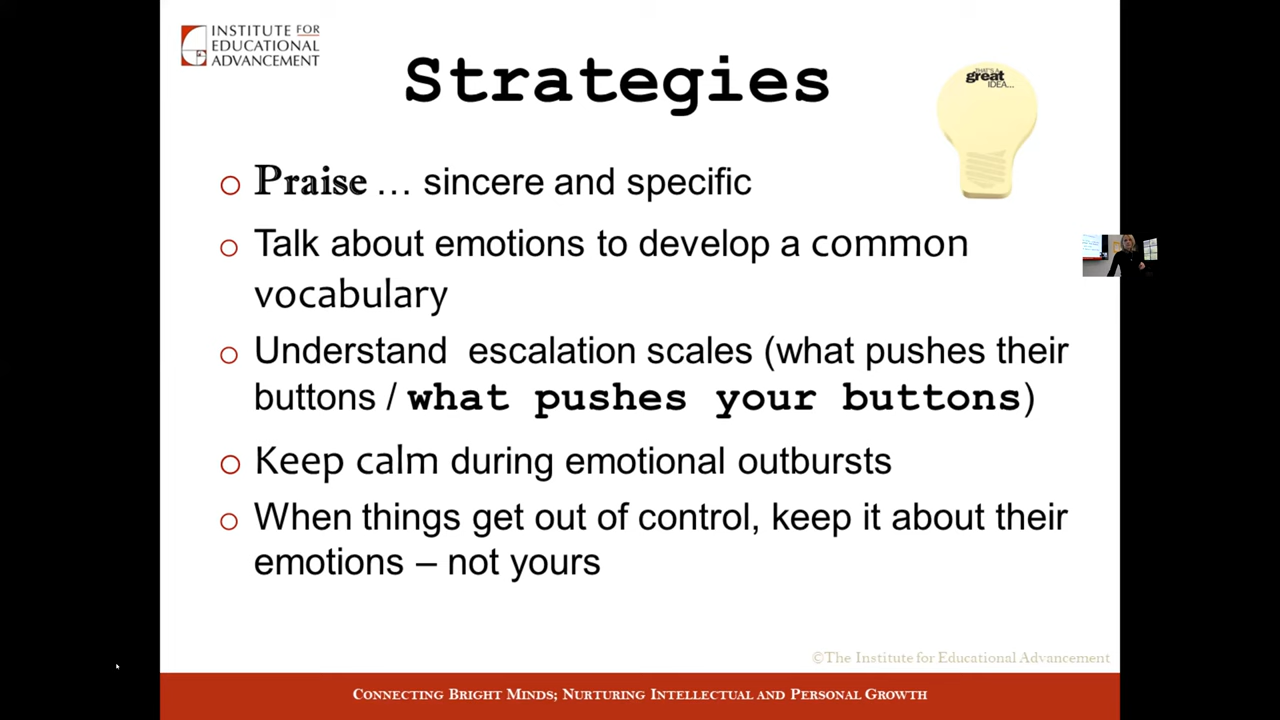 INSTITUTE FOR
EDUCATIONAL
ADVANCEMENT
Strategies
THAT'S A
great
IDEA...
Praise … sincere and specific
Talk about emotions to develop a common
vocabulary
Understand escalation scales (what pushes their
buttons / what pushes your buttons)
Keep calm during emotional outbursts
When things get out of control, keep it about their
emotions – not yours
©The Institute for Educational Advancement
Connecting Bright Minds; Nurturing Intellectual and Personal Growth